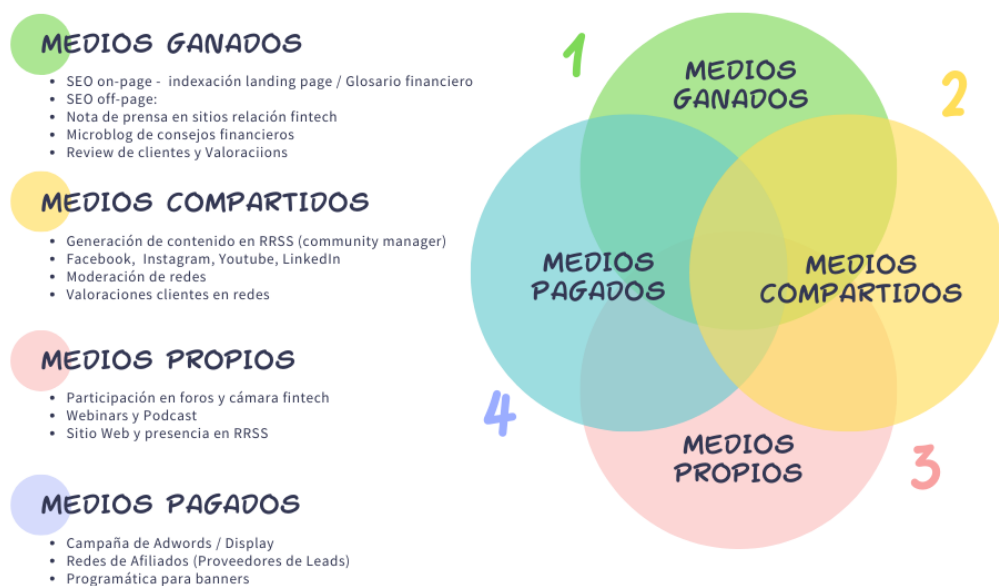 MEDIOS GANADOS
• SEO on-page - indexación landing page / Glosario financiero
• SEO off-page:
• Nota de prensa en sitios relación fintech
• Microblog de consejos financieros
• Review de clientes y Valoraciions
MEDIOS COMPARTIDOS
• Generación de contenido en RRSS (community manager)
• Facebook, Instagram, Youtube, LinkedIn
• Moderación de redes
• Valoraciones clientes en redes
MEDIOS PROPIOS
• Participación en foros y cámara fintech
• Webinars y Podcast
• Sitio Web y presencia en RRSS
MEDIOS PAGADOS
• Campaña de Adwords / Display
• Redes de Afiliados (Proveedores de Leads)
• Programática para banners
1
MEDIOS
GANADOS
2
MEDIOS
PAGADOS
MEDIOS
COMPARTIDOS
4
MEDIOS
PROPIOS
3